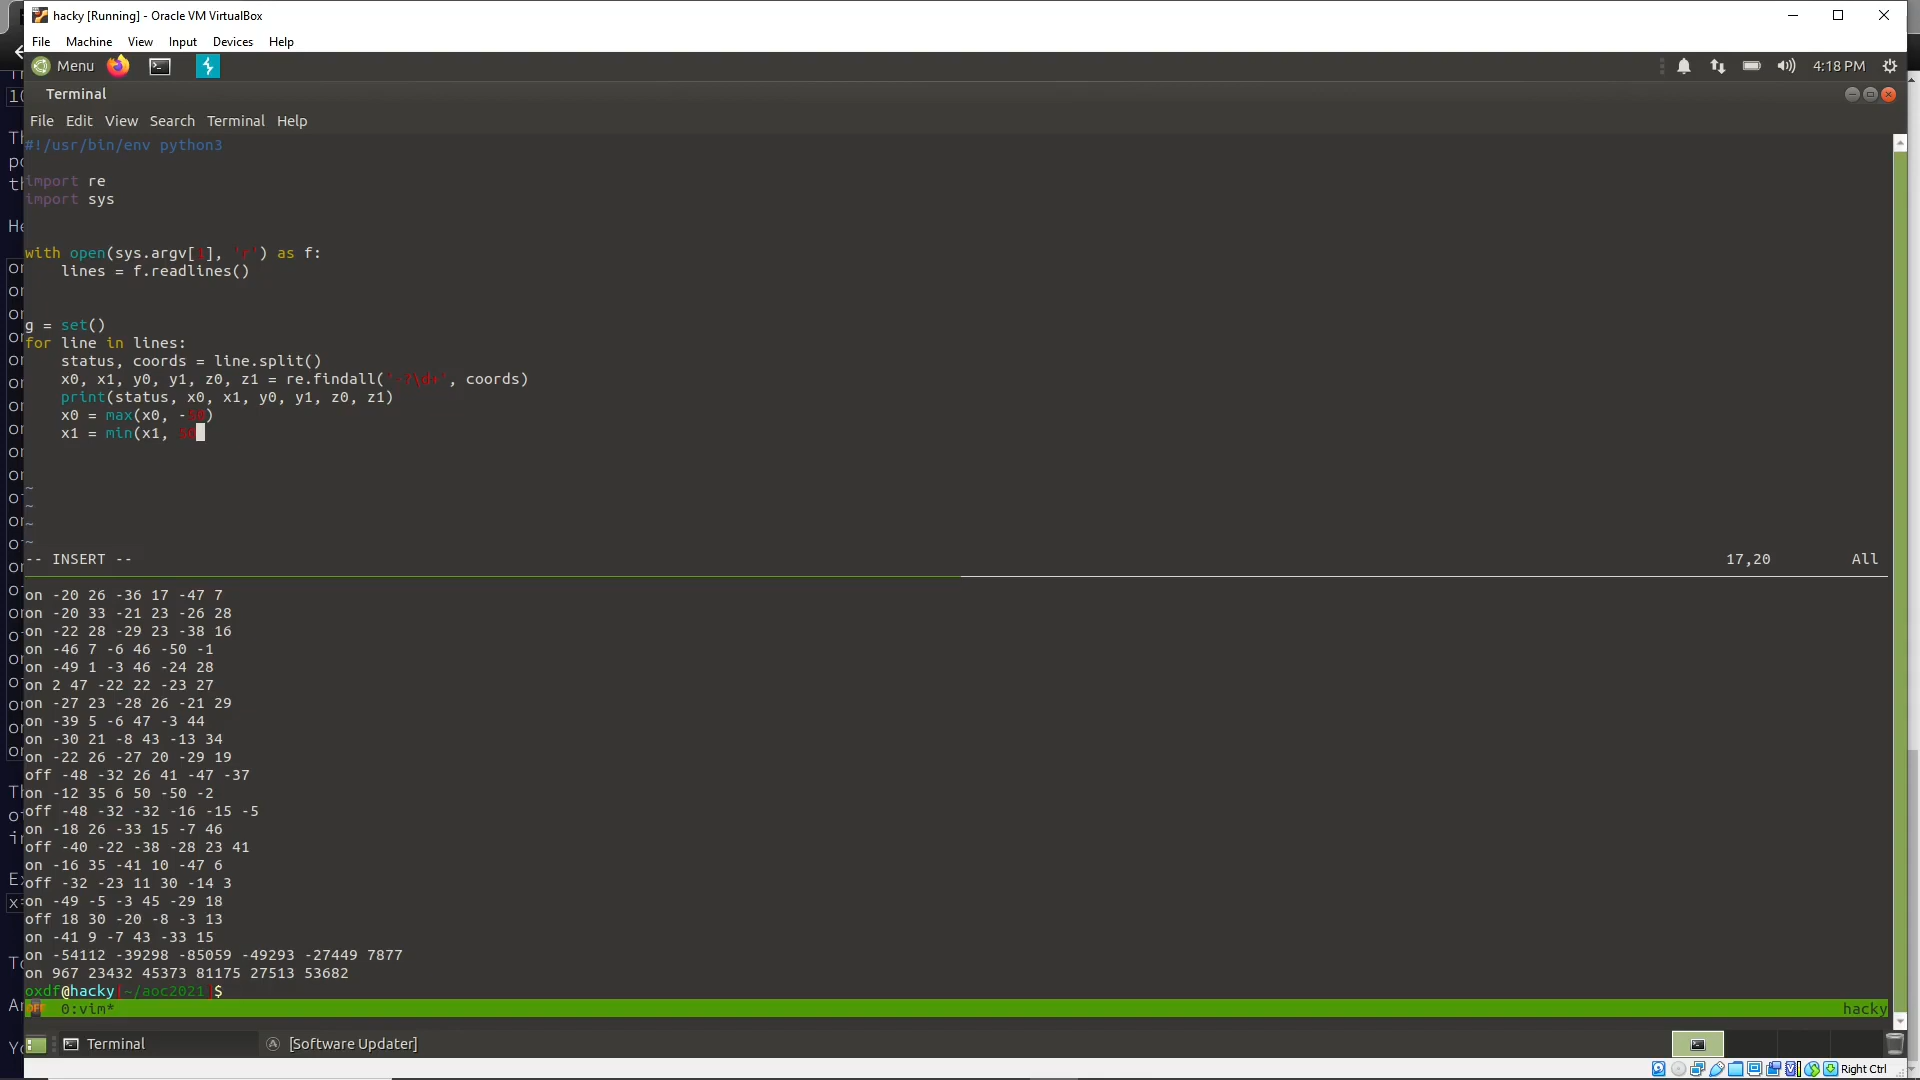 hacky [Running] - Oracle VM VirtualBox
File Machine View Input Devices Help
Menu 4:18 PM
Terminal
File Edit View Search Terminal Help
#!/usr/bin/env python3
import re
import sys
with open(sys.argv[1], 'r') as f:
lines = f.readlines()
g = set()
for line in lines:
status, coords = line.split()
x0, x1, y0, y1, z0, z1 = re.findall('-?\d+', coords)
print(status, x0, x1, y0, y1, z0, z1)
x0 = max(x0, -50)
x1 = min(x1, 50
~
~
~
~
-- INSERT -- 17,20 All
on -20 26 -36 17 -47 7
on -20 33 -21 23 -26 28
on -22 28 -29 23 -38 16
on -46 7 -6 46 -50 -1
on -49 1 -3 46 -24 28
on 2 47 -22 22 -23 27
on -27 23 -28 26 -21 29
on -39 5 -6 47 -3 44
on -30 21 -8 43 -13 34
on -22 26 -27 20 -29 19
off -48 -32 26 41 -47 -37
on -12 35 6 50 -50 -2
off -48 -32 -32 -16 -15 -5
on -18 26 -33 15 -7 46
off -40 -22 -38 -28 23 41
on -16 35 -41 10 -47 6
off -32 -23 11 30 -14 3
on -49 -5 -3 45 -29 18
off 18 30 -20 -8 -3 13
on -41 9 -7 43 -33 15
on -54112 -39298 -85059 -49293 -27449 7877
on 967 23432 45373 81175 27513 53682
oxdf@hacky[~/aoc2021]$
0:vim* hacky
Terminal [Software Updater]
Right Ctrl